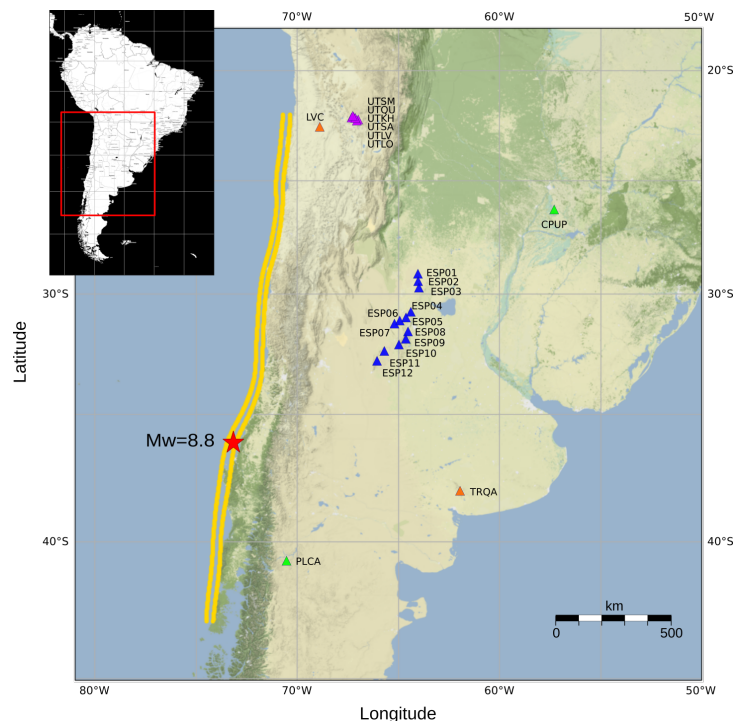 70°W
60°W
50°W
20°S
LVC
UTSM
UTQU
UTKH
UTSA
UTLV
UTLO
CPUP
ESP01
ESP02
ESP03
30°S
ESP04
ESP06
ESP05
ESP07
ESP08
ESP09
ESP10
ESP11
ESP12
Latitude
Mw=8.8
TRQA
40°S
PLCA
km
0
500
80°W
70°W
60°W
50°W
Longitude
20°S
30°S
40°S